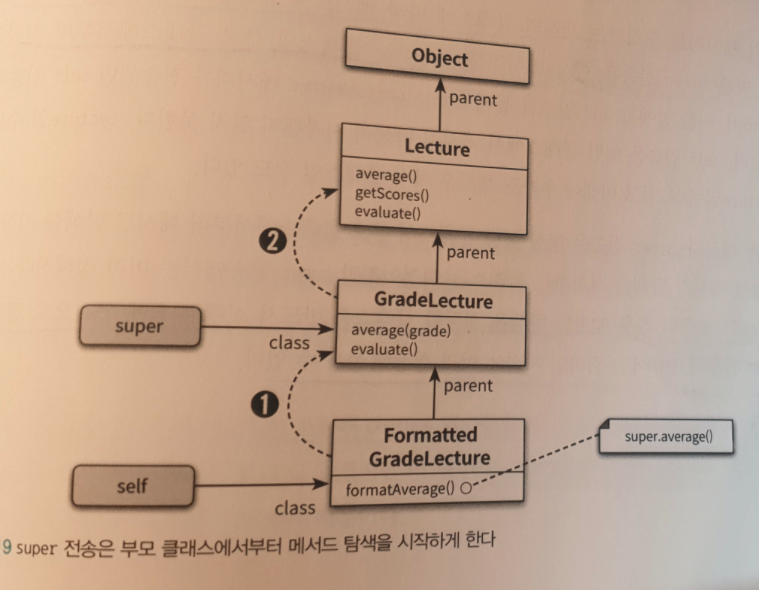 Object
parent
Lecture
average()
getScores()
evaluate()
2
parent
GradeLecture
super
average(grade)
evaluate()
class
1
parent
Formatted
GradeLecture
super.average()
self
formatAverage()
class
9 super 전송은 부모 클래스에서부터 메서드 탐색을 시작하게 한다